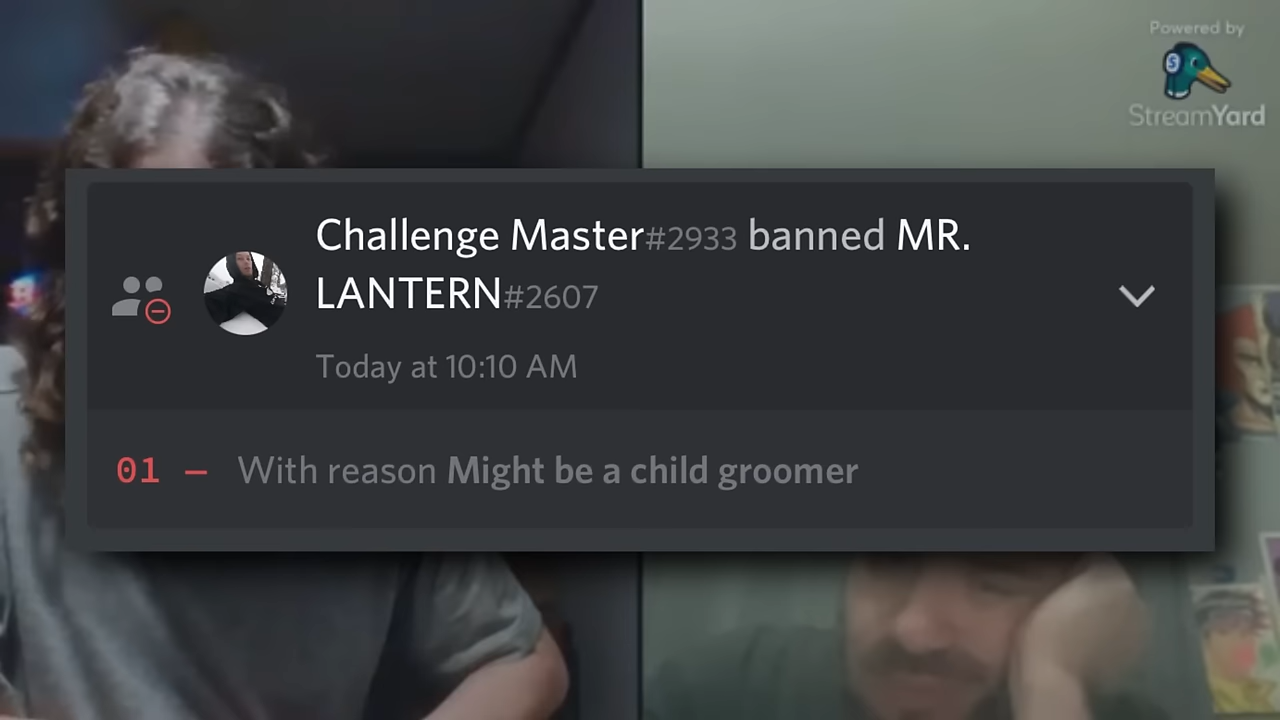 Powered by
StreamYard
Challenge Master#2933 banned MR.
LANTERN#2607
Today at 10:10 AM
01 — With reason Might be a child groomer